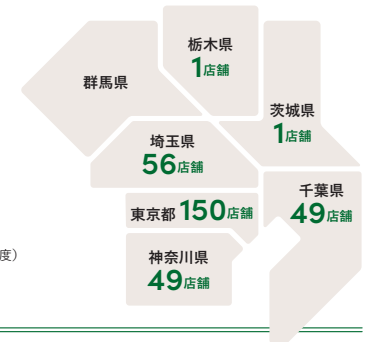 栃木県
1店舗
群馬県
茨城県
1店舗
埼玉県
56店舗
千葉県
49店舗
東京都 150店舗
度）
神奈川県
49店舗